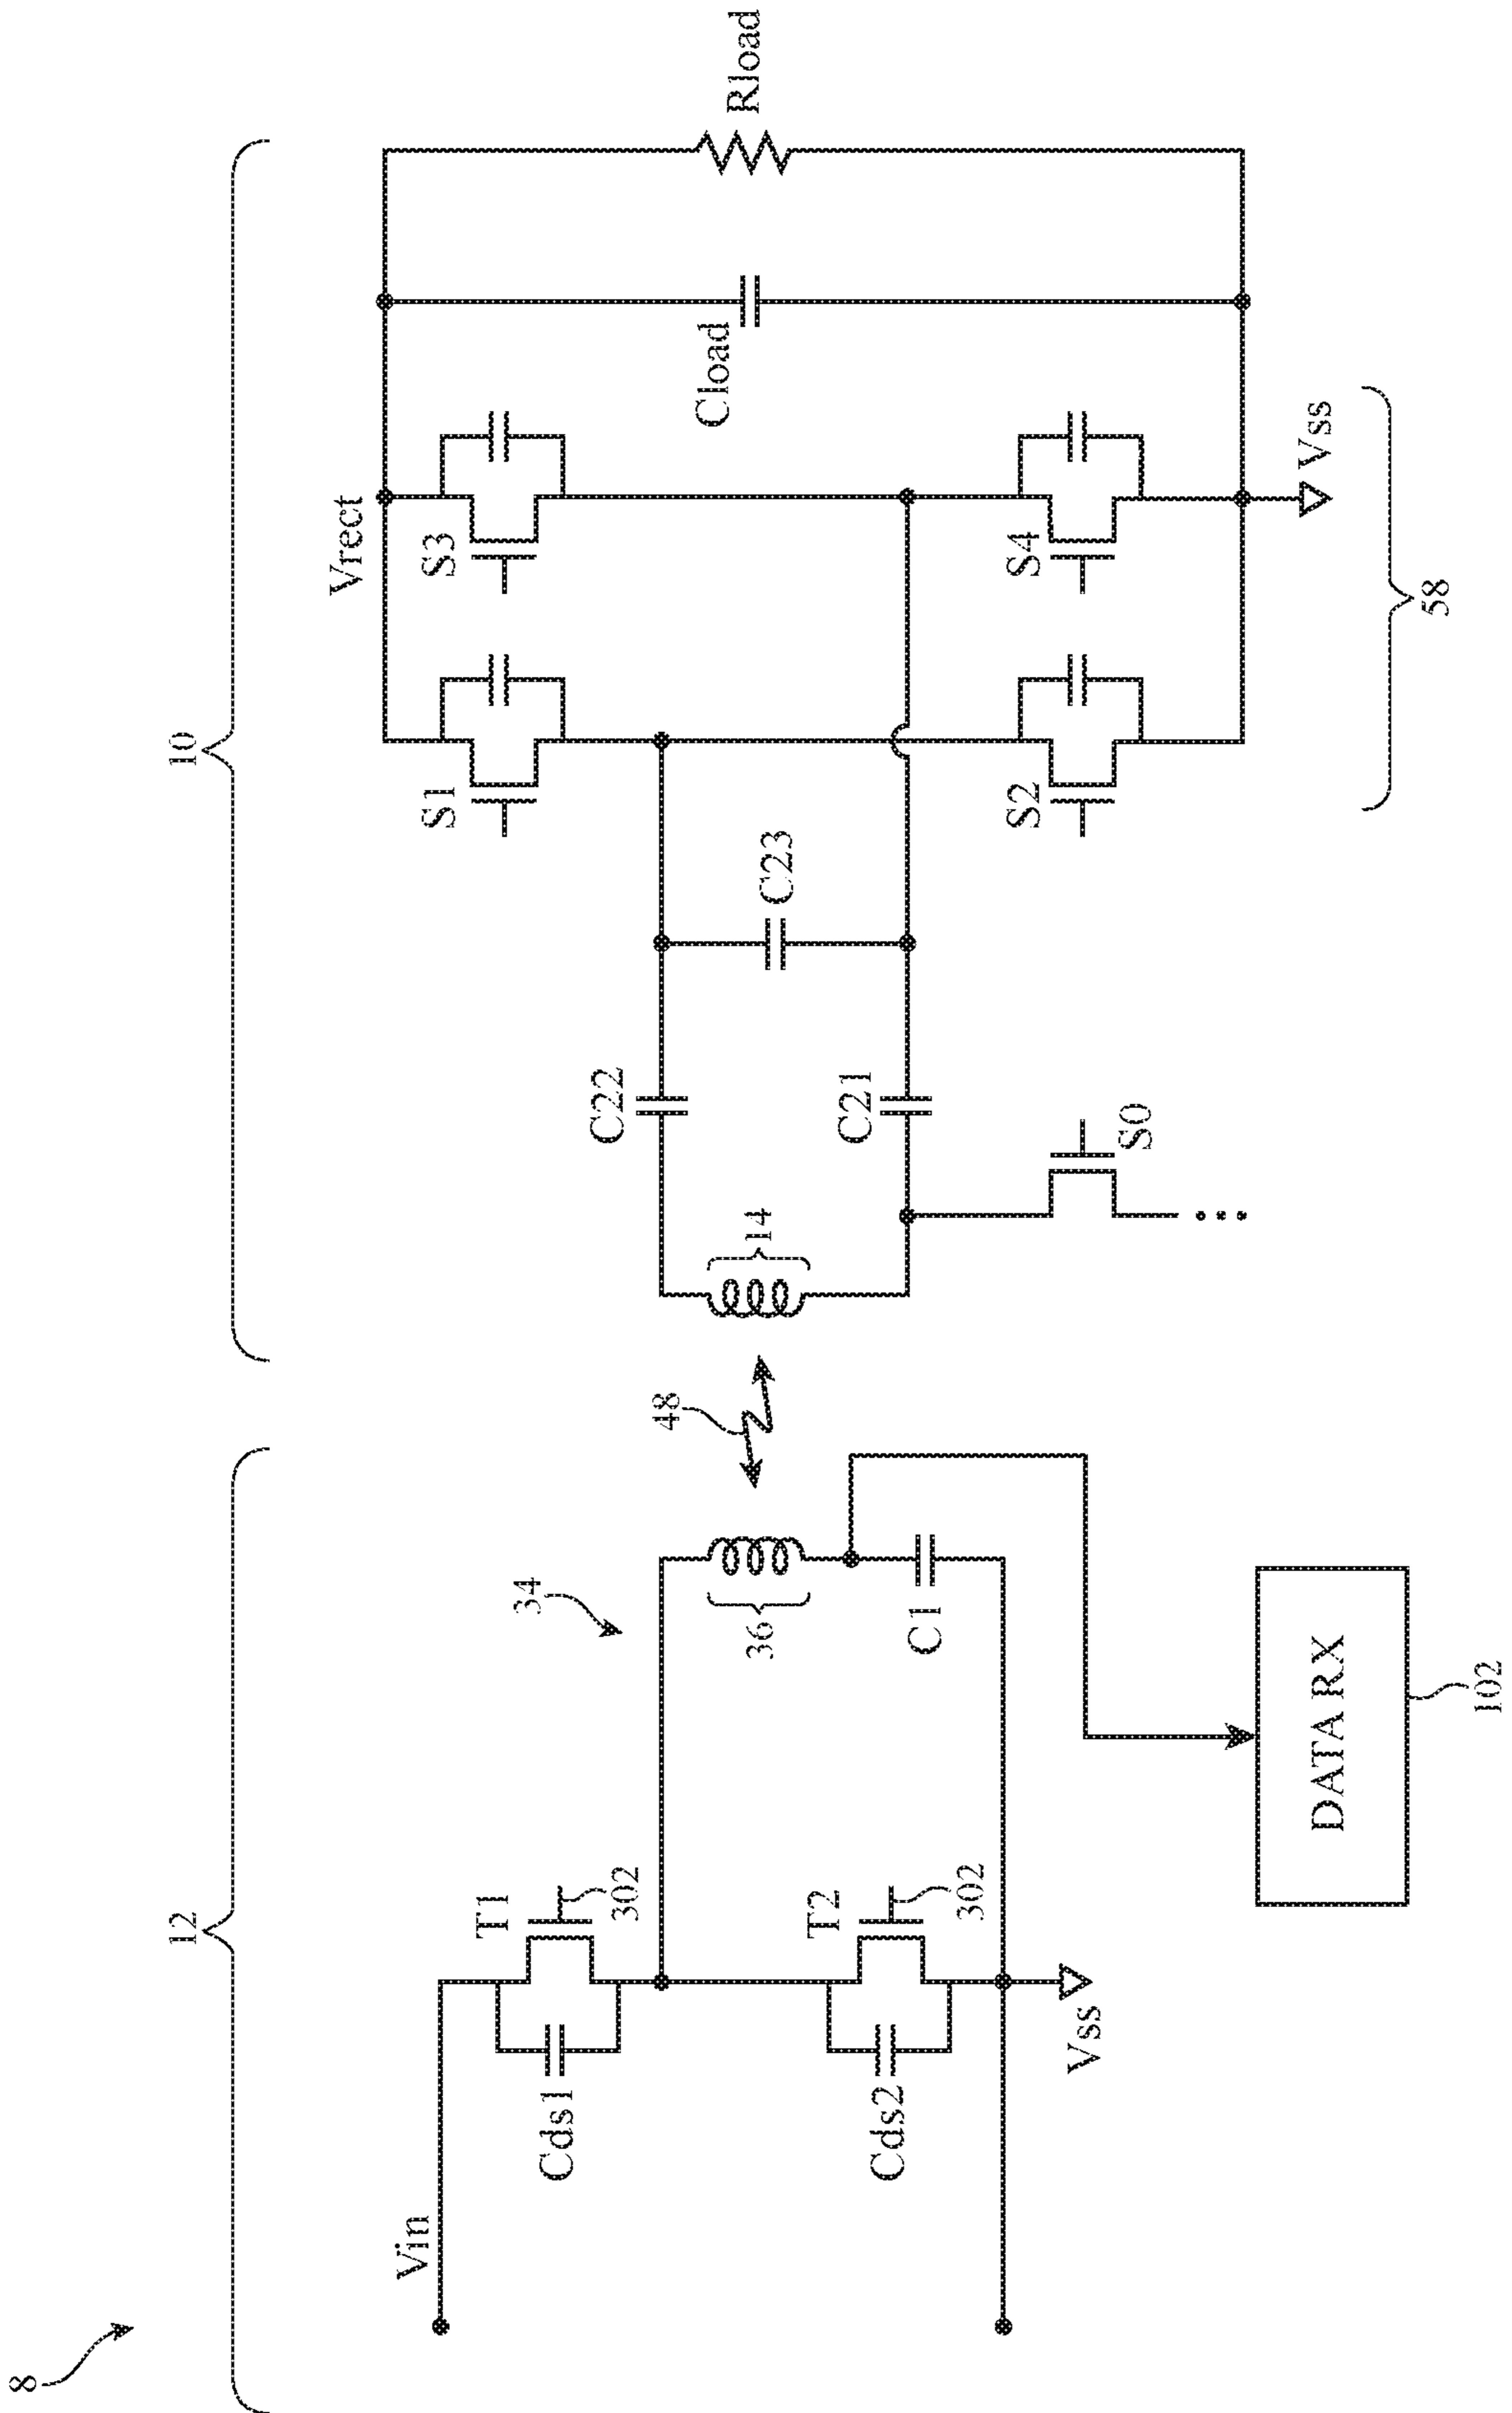 8
12
10
Vin
T1
302
Cds1
T2
302
Cds2
Vss
34
36
C1
48
DATA RX
102
14
C22
C21
C23
S0
Vrect
S1
S3
S2
S4
Cload
Rload
Vss
58